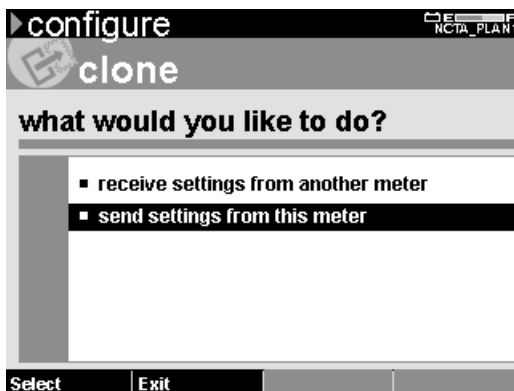 configure
E F
NCTA_PLAN
clone
what would you like to do?
receive settings from another meter
send settings from this meter
Select Exit